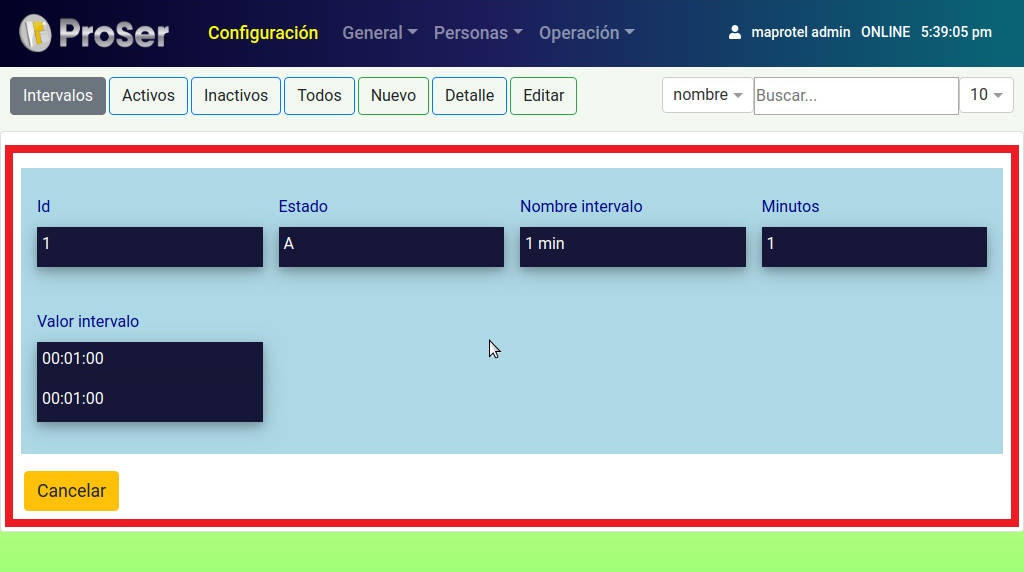 ProSer Configuración General Personas Operación maprotel admin ONLINE 5:39:05 pm
Intervalos Activos Inactivos Todos Nuevo Detalle Editar nombre Buscar... 10
Id Estado Nombre intervalo Minutos
1 A 1 min 1
Valor intervalo
00:01:00
00:01:00
Cancelar